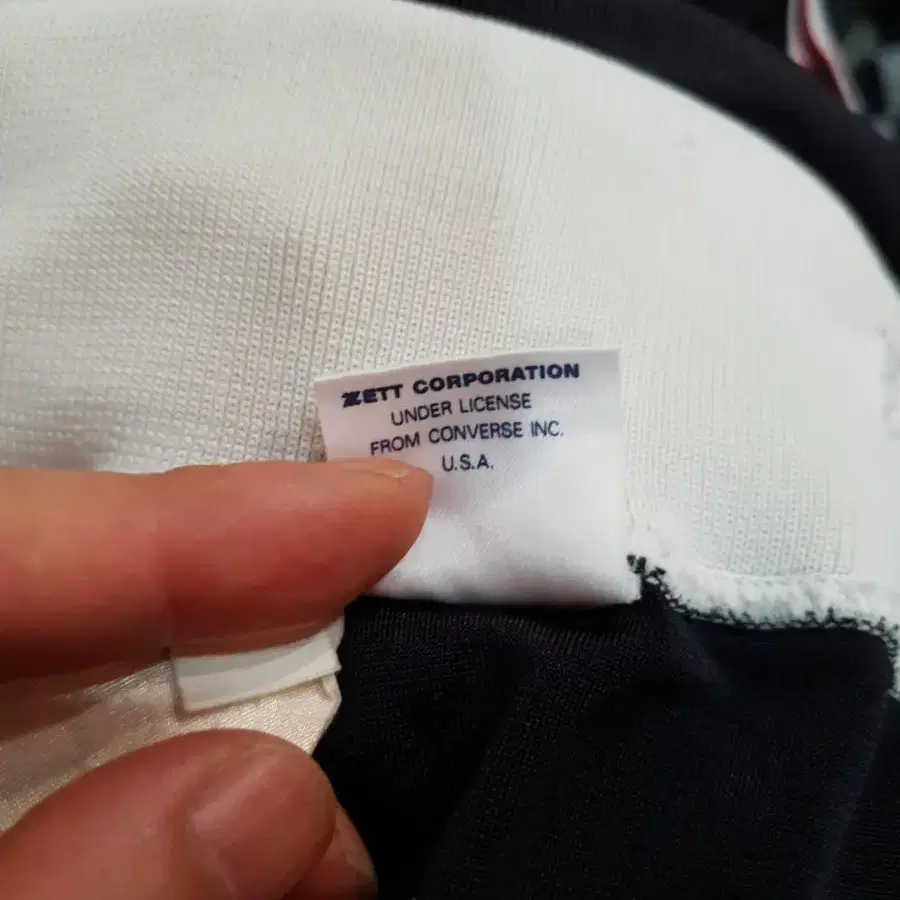 ZETT CORPORATION
UNDER LICENSE
FROM CONVERSE INC.
U.S.A.